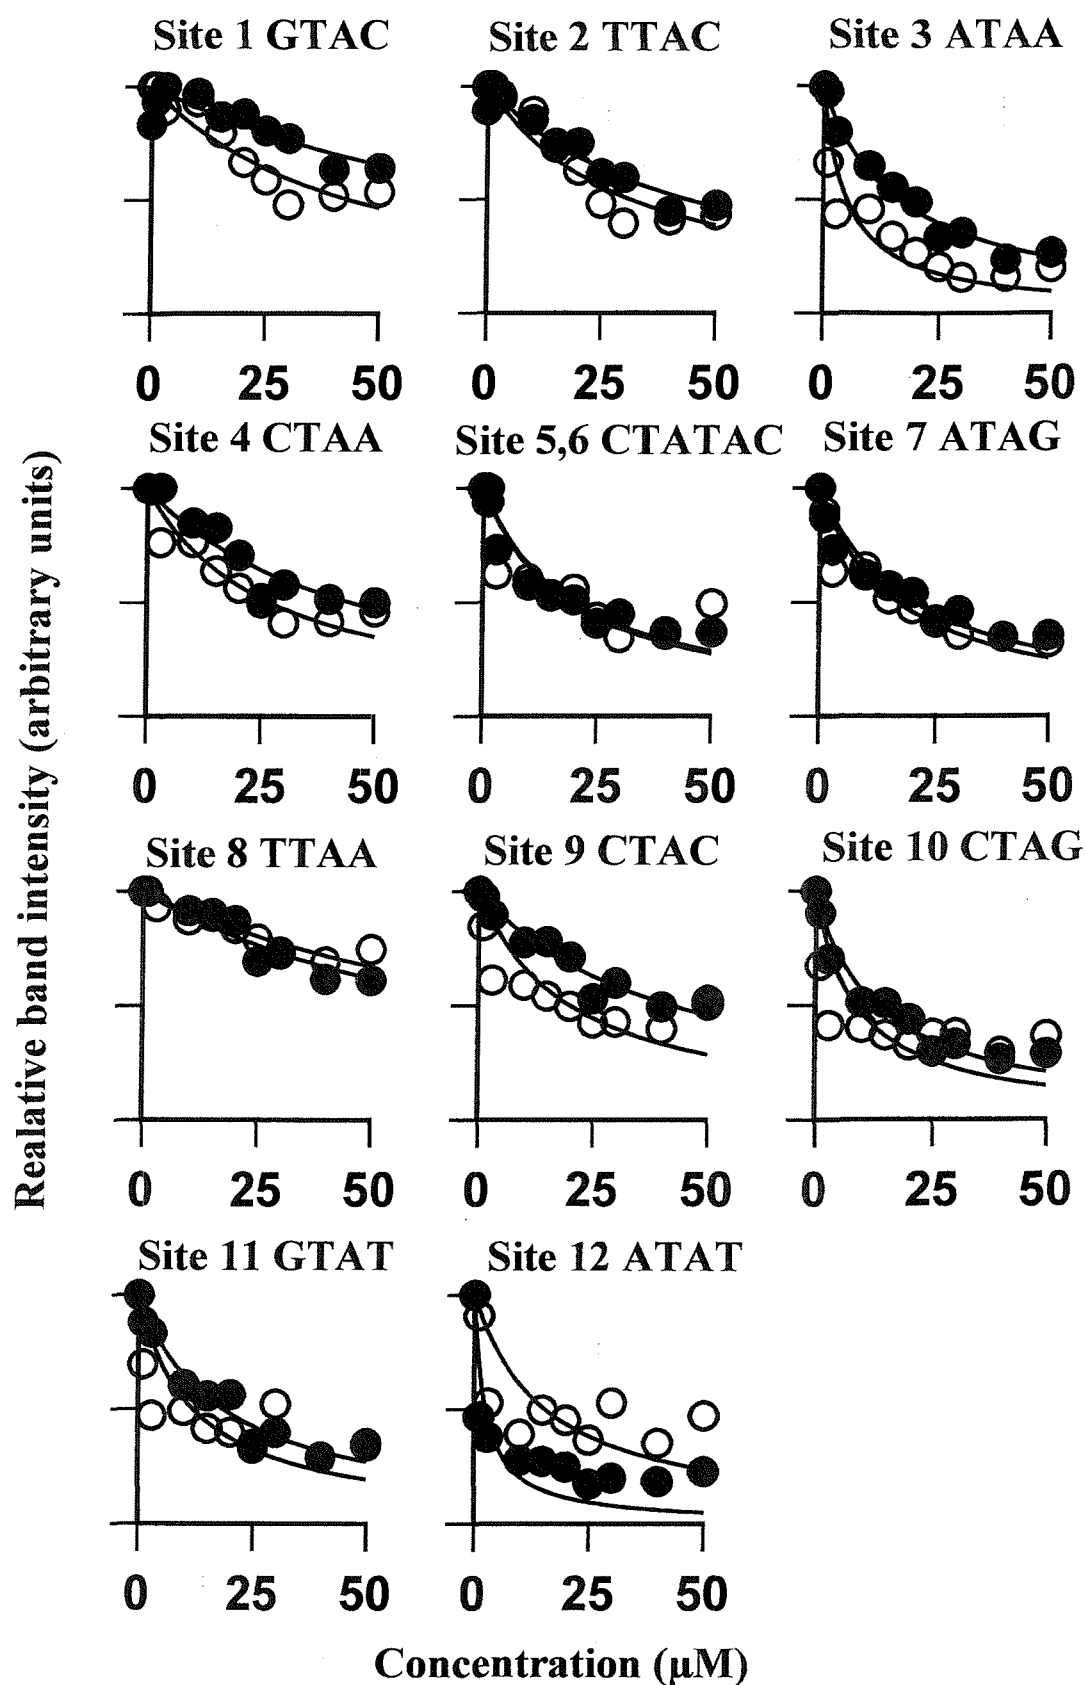 Site 1 GTAC Site 2 TTAC Site 3 ATAA
0 25 50 0 25 50 0 25 50
Site 4 CTAA Site 5,6 CTATAC Site 7 ATAG
0 25 50 0 25 50 0 25 50
Site 8 TTAA Site 9 CTAC Site 10 CTAG
0 25 50 0 25 50 0 25 50
Site 11 GTAT Site 12 ATAT
0 25 50 0 25 50
Realative band intensity (arbitrary units)
Concentration (µM)